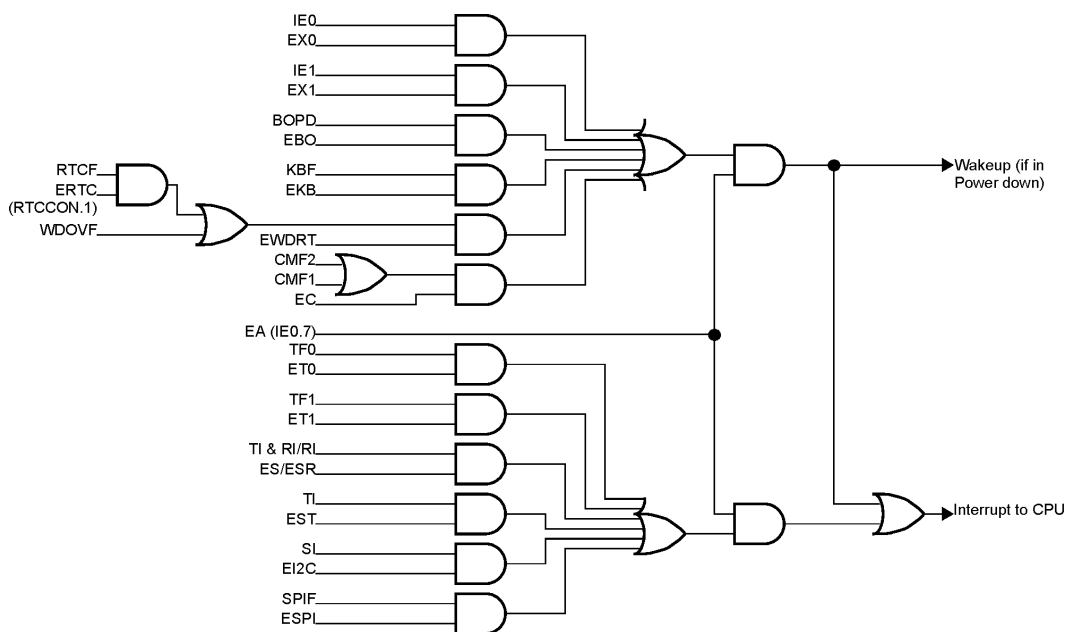 IE0
EX0
IE1
EX1
BOPD
EBO
KBF
EKB
RTCF
ERTC
(RTCCON.1)
WDOVF
EWDRT
CMF2
CMF1
EC
EA (IE0.7)
TF0
ET0
TF1
ET1
TI & RI/RI
ES/ESR
TI
EST
SI
EI2C
SPIF
ESPI
Wakeup (if in
Power down)
Interrupt to CPU